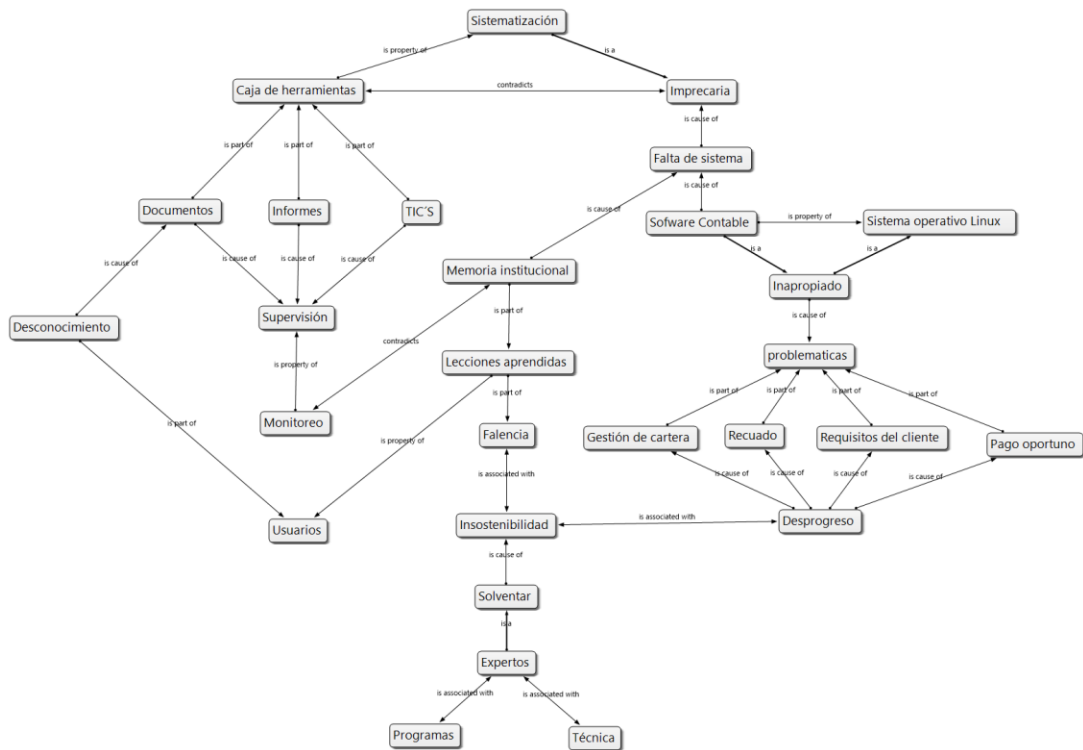 Sistematización
is property of
is a
Caja de herramientas
contradicts
Imprecaria
is cause of
is part of
is part of
is part of
Falta de sistema
is cause of
is cause of
Documentos
Informes
TIC´S
Sofware Contable
is property of
Sistema operativo Linux
is a
is a
is cause of
is cause of
is cause of
is cause of
Memoria institucional
Inapropiado
is part of
is cause of
Desconocimiento
Supervisión
contradicts
is property of
Lecciones aprendidas
problematicas
is part of
is part of
is part of
is part of
is part of
is part of
is property of
Monitoreo
Falencia
Gestión de cartera
Recuado
Requisitos del cliente
Pago oportuno
is associated with
is cause of
is cause of
is cause of
is cause of
Usuarios
Insostenibilidad
is associated with
Desprogreso
is cause of
Solventar
is a
Expertos
is associated with
is associated with
Programas
Técnica